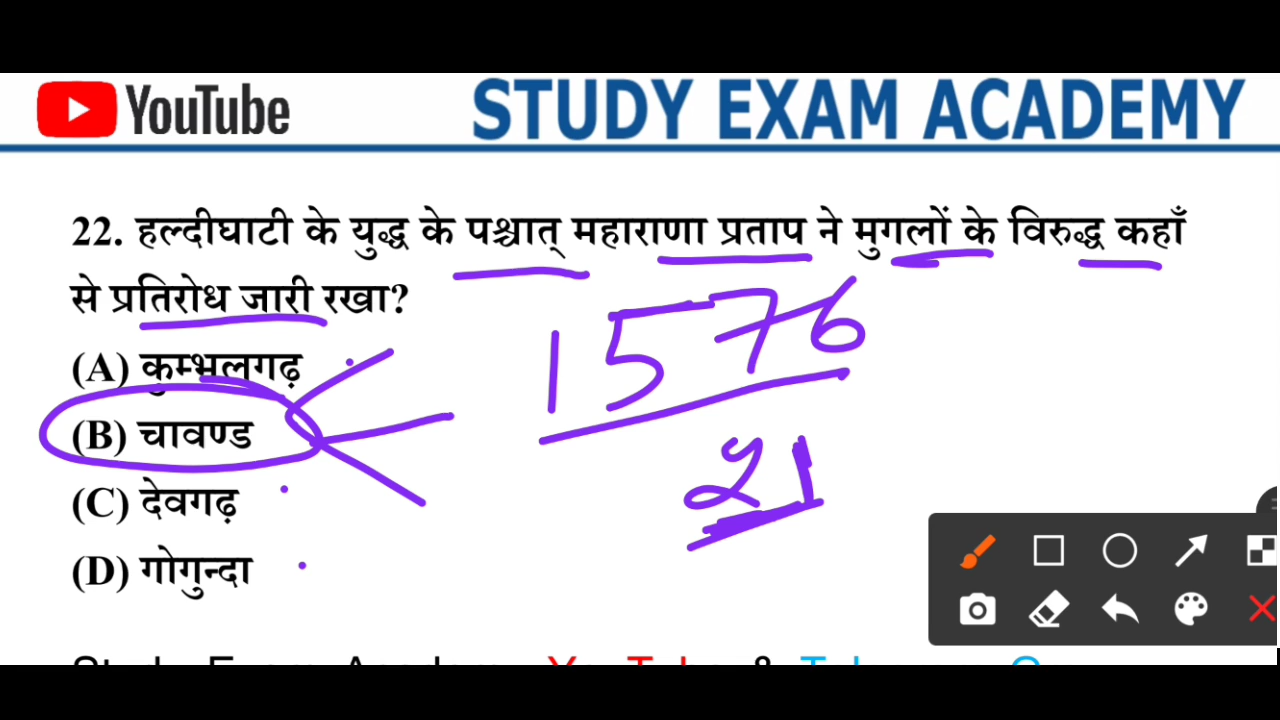 YouTube STUDY EXAM ACADEMY
22. हल्दीघाटी के युद्ध के पश्चात् महाराणा प्रताप ने मुगलों के विरुद्ध कहाँ
से प्रतिरोध जारी रखा?
1576
(A) कुम्भलगढ़
(B) चावण्ड
21
(C) देवगढ़
(D) गोगुन्दा